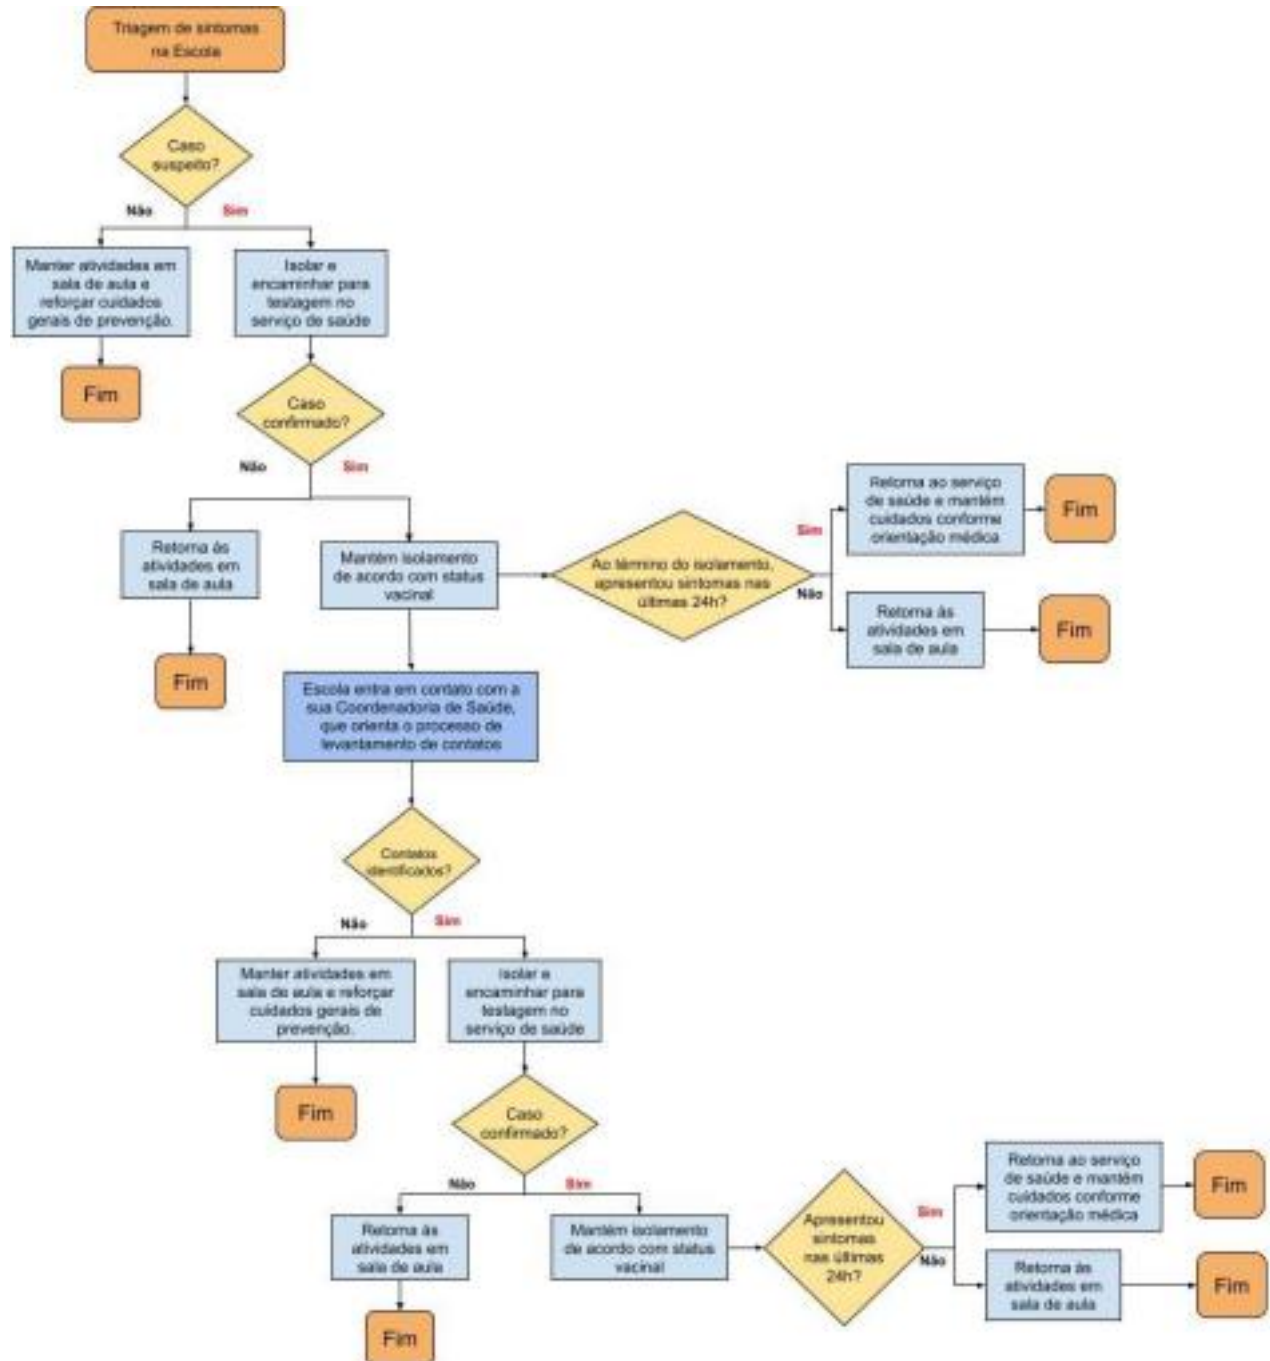 Triagem de sintomas
na Escola
Caso
suspeito?
Não
Sim
Manter atividades em
sala de aula e
reforçar cuidados
gerais de prevenção.
Isolar e
encaminhar para
testagem no
serviço de saúde
Fim
Caso
confirmado?
Não
Sim
Retorna às
atividades em
sala de aula
Fim
Mantém isolamento
de acordo com status
vacinal
Ao término do isolamento,
apresentou sintomas nas
últimas 24h?
Sim
Não
Retorna ao serviço
de saúde e mantém
cuidados conforme
orientação médica
Fim
Retorna às
atividades em
sala de aula
Fim
Escola entra em contato com a
sua Coordenadoria de Saúde,
que orienta o processo de
levantamento de contatos
Contatos
identificados?
Não
Sim
Manter atividades em
sala de aula e reforçar
cuidados gerais de
prevenção.
Fim
Isolar e
encaminhar para
testagem no
serviço de saúde
Caso
confirmado?
Não
Sim
Retorna às
atividades em
sala de aula
Fim
Mantém isolamento
de acordo com status
vacinal
Apresentou
sintomas
nas últimas
24h?
Sim
Não
Retorna ao serviço
de saúde e mantém
cuidados conforme
orientação médica
Fim
Retorna às
atividades em
sala de aula
Fim